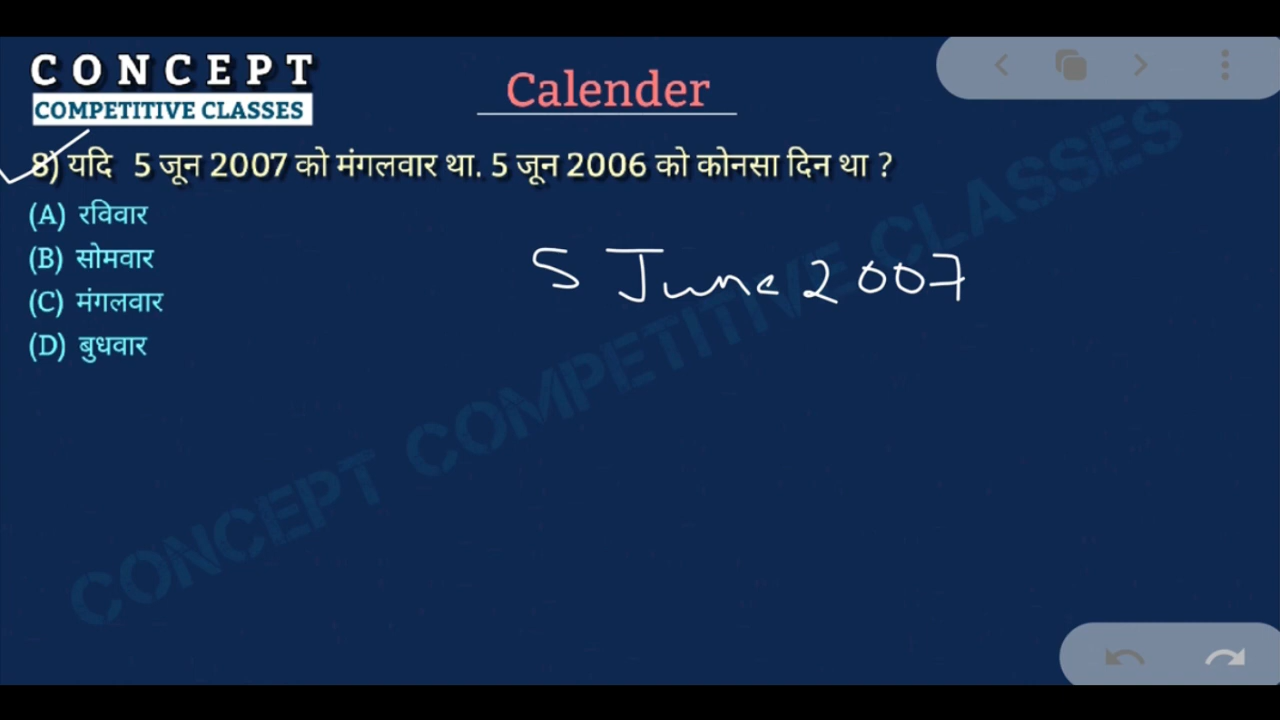 CONCEPT
COMPETITIVE CLASSES
Calender
8) यदि 5 जून 2007 को मंगलवार था. 5 जून 2006 को कोनसा दिन था ?
(A) रविवार
(B) सोमवार
(C) मंगलवार
(D) बुधवार
5 June 2007
CONCEPT COMPETITIVE CLASSES